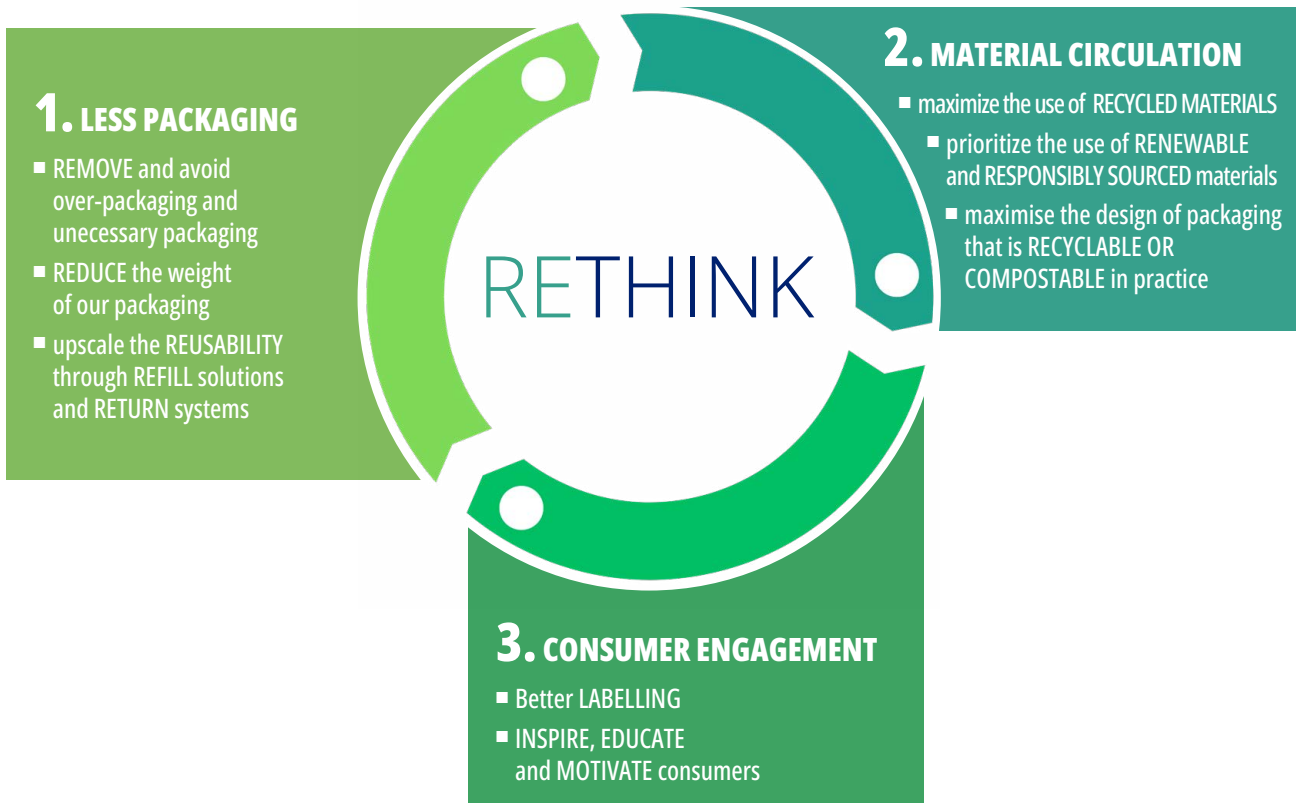 1. LESS PACKAGING
■ REMOVE and avoid
over-packaging and
unecessary packaging
■ REDUCE the weight
of our packaging
■ upscale the REUSABILITY
through REFILL solutions
and RETURN systems
2. MATERIAL CIRCULATION
■ maximize the use of RECYCLED MATERIALS
■ prioritize the use of RENEWABLE
and RESPONSIBLY SOURCED materials
■ maximise the design of packaging
that is RECYCLABLE OR
COMPOSTABLE in practice
RETHINK
3. CONSUMER ENGAGEMENT
■ Better LABELLING
■ INSPIRE, EDUCATE
and MOTIVATE consumers